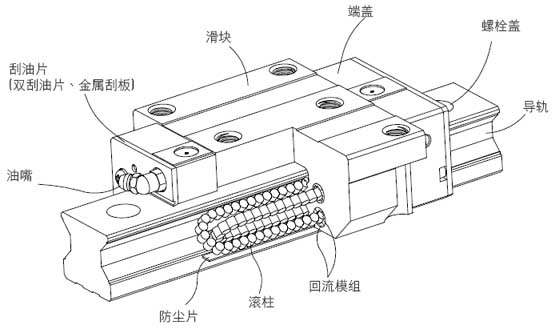 端盖
螺栓盖
滑块
刮油片
(双刮油片、金属刮板)
导轨
油嘴
回流模组
滚柱
防尘片